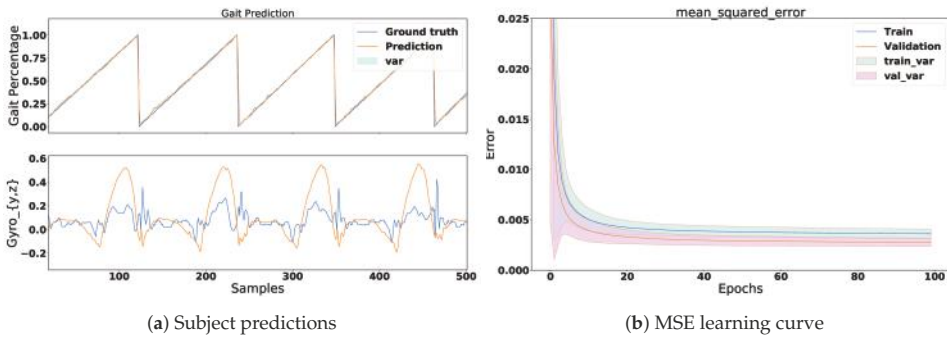 Gait Prediction
Gait Percentage
1.00
0.75
0.50
0.25
0.00
Ground truth
Prediction
var
Gyro_{y,z}
0.6
0.4
0.2
0.0
−0.2
100 200 300 400 500
Samples
(a) Subject predictions
mean_squared_error
Error
0.025
0.020
0.015
0.010
0.005
0.000
Train
Validation
train_var
val_var
0 20 40 60 80 100
Epochs
(b) MSE learning curve